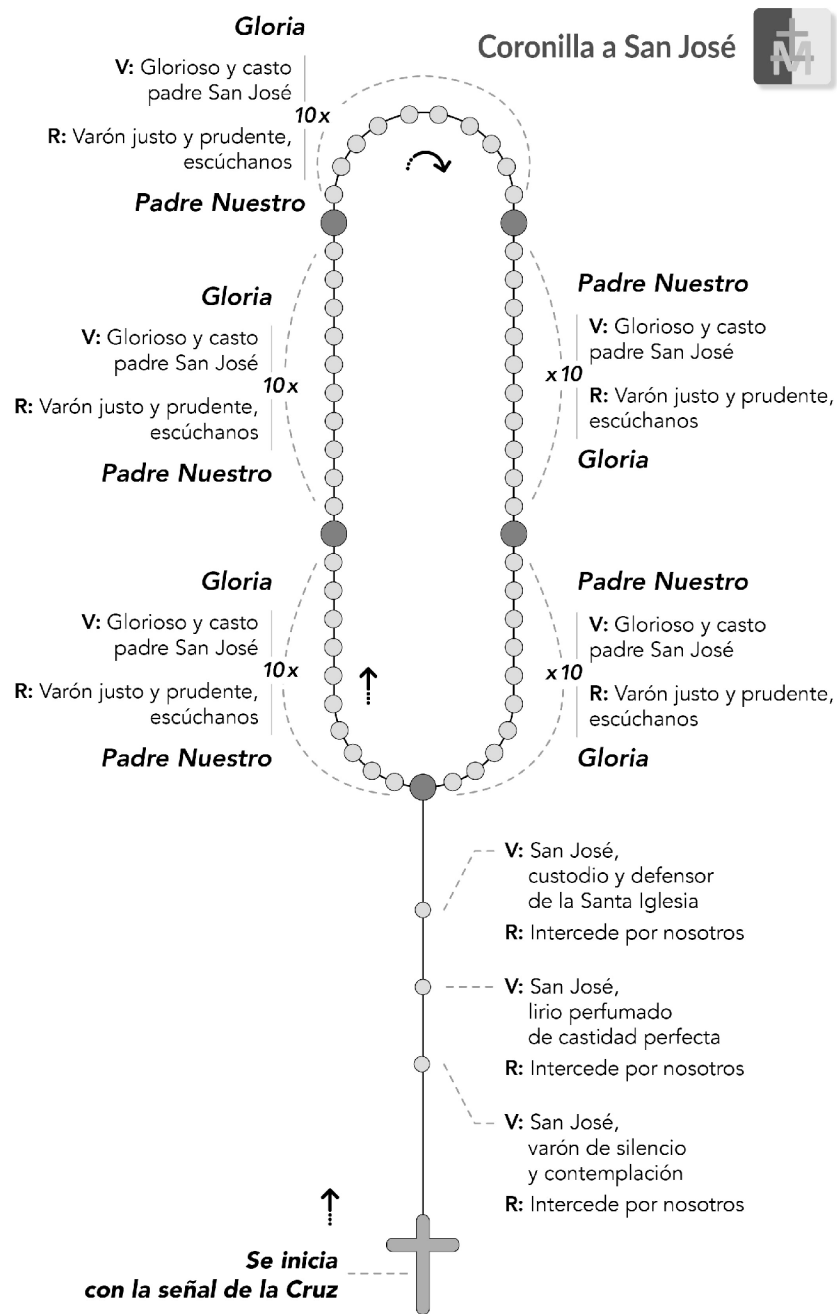 Coronilla a San José
M
Gloria
V: Glorioso y casto
padre San José
10x
R: Varón justo y prudente,
escúchanos
Padre Nuestro
Gloria
V: Glorioso y casto
padre San José
10x
R: Varón justo y prudente,
escúchanos
Padre Nuestro
Padre Nuestro
V: Glorioso y casto
padre San José
x10
R: Varón justo y prudente,
escúchanos
Gloria
Gloria
V: Glorioso y casto
padre San José
10x
R: Varón justo y prudente,
escúchanos
Padre Nuestro
Padre Nuestro
V: Glorioso y casto
padre San José
x10
R: Varón justo y prudente,
escúchanos
Gloria
V: San José,
custodio y defensor
de la Santa Iglesia
R: Intercede por nosotros
V: San José,
lirio perfumado
de castidad perfecta
R: Intercede por nosotros
V: San José,
varón de silencio
y contemplación
R: Intercede por nosotros
Se inicia
con la señal de la Cruz